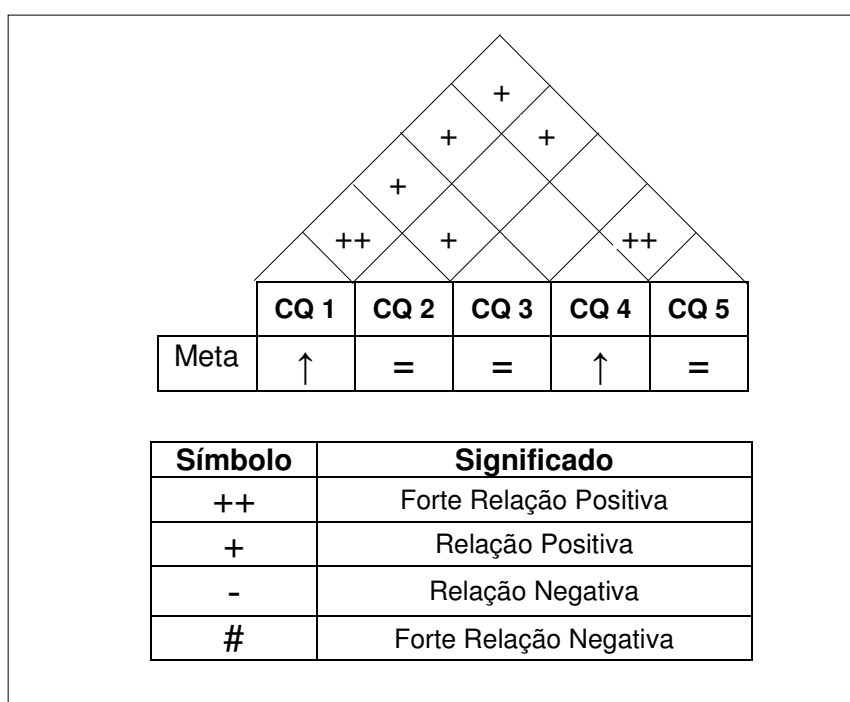 +
+ +
+
++ + ++
CQ 1 CQ 2 CQ 3 CQ 4 CQ 5
Meta ↑ = = ↑ =
Símbolo Significado
++ Forte Relação Positiva
+ Relação Positiva
- Relação Negativa
# Forte Relação Negativa